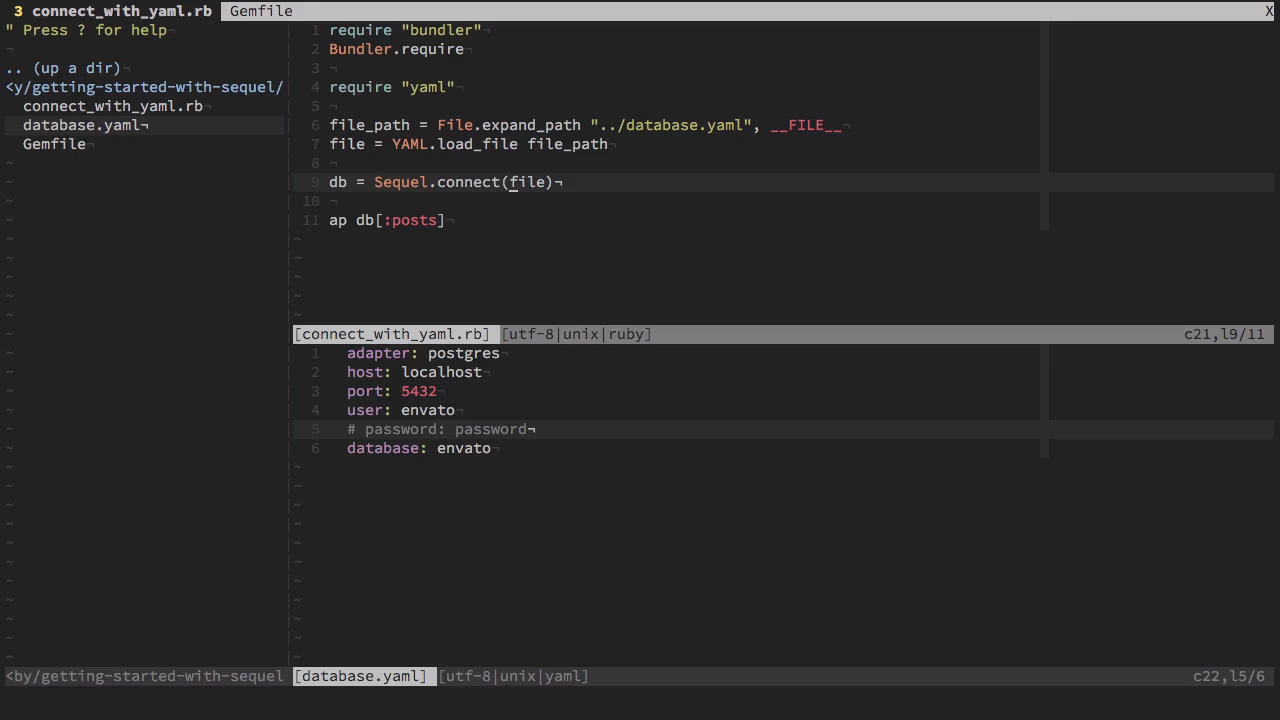 3 connect_with_yaml.rb Gemfile X
" Press ? for help¬
¬
.. (up a dir)¬
<y/getting-started-with-sequel/
connect_with_yaml.rb¬
database.yaml¬
Gemfile¬
1 require "bundler"¬
2 Bundler.require¬
3 ¬
4 require "yaml"¬
5 ¬
6 file_path = File.expand_path "../database.yaml", __FILE__¬
7 file = YAML.load_file file_path¬
8 ¬
9 db = Sequel.connect(file)¬
10 ¬
11 ap db[:posts]¬
[connect_with_yaml.rb] [utf-8|unix|ruby] c21,l9/11
1 adapter: postgres¬
2 host: localhost¬
3 port: 5432¬
4 user: envato¬
5 # password: password¬
6 database: envato¬
<by/getting-started-with-sequel [database.yaml] [utf-8|unix|yaml] c22,l5/6